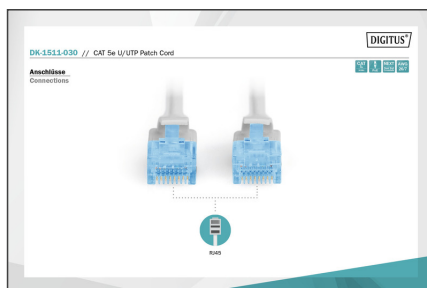 DIGITUS®
DK-1511-030 // CAT 5e U/UTP Patch Cord
Anschlüsse
Connections
RJ45